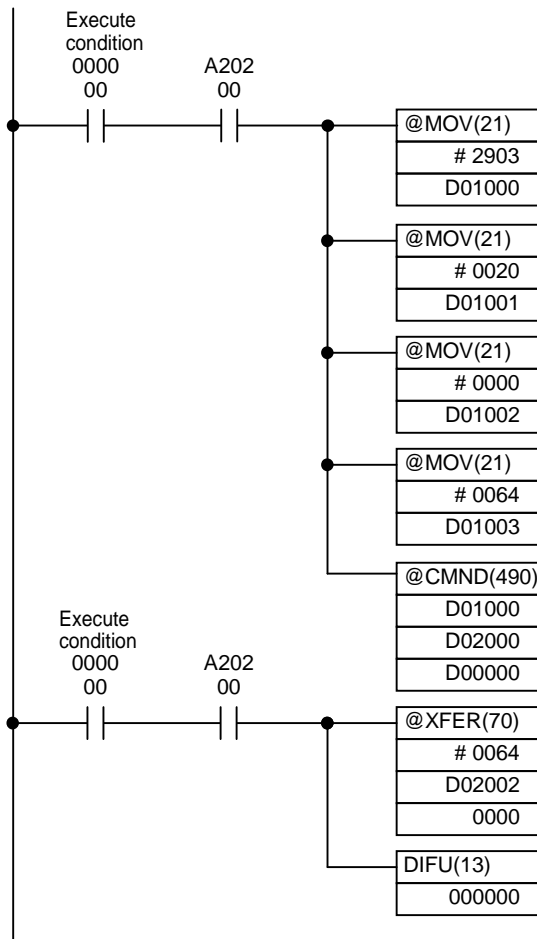 Execute
condition
0000
00
A202
00
@MOV(21)
# 2903
D01000
@MOV(21)
# 0020
D01001
@MOV(21)
# 0000
D01002
@MOV(21)
# 0064
D01003
@CMND(490)
D01000
D02000
D00000
Execute
condition
0000
00
A202
00
@XFER(70)
# 0064
D02002
0000
DIFU(13)
000000